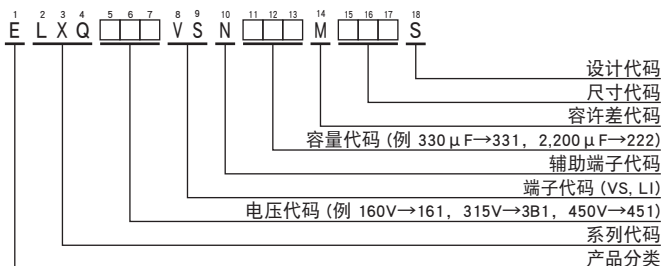 1 2 3 4 5 6 7 8 9 10 11 12 13 14 15 16 17 18
E L X Q □□□ V S N □□□ M □□□ S
设计代码
尺寸代码
容许差代码
容量代码 (例 330μF→331, 2,200μF→222)
辅助端子代码
端子代码 (VS, LI)
电压代码 (例 160V→161, 315V→3B1, 450V→451)
系列代码
产品分类